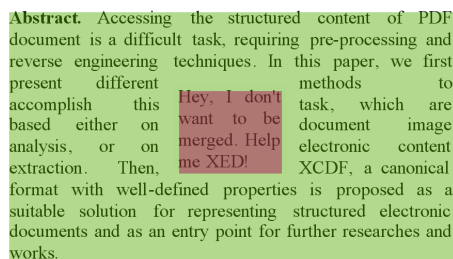 Abstract. Accessing the structured content of PDF
document is a difficult task, requiring pre-processing and
reverse engineering techniques. In this paper, we first
present different methods to
accomplish this task, which are
based either on document image
analysis, or on electronic content
extraction. Then, XCDF, a canonical
format with well-defined properties is proposed as a
suitable solution for representing structured electronic
documents and as an entry point for further researches and
works.
Hey, I don't
want to be
merged. Help
me XED!